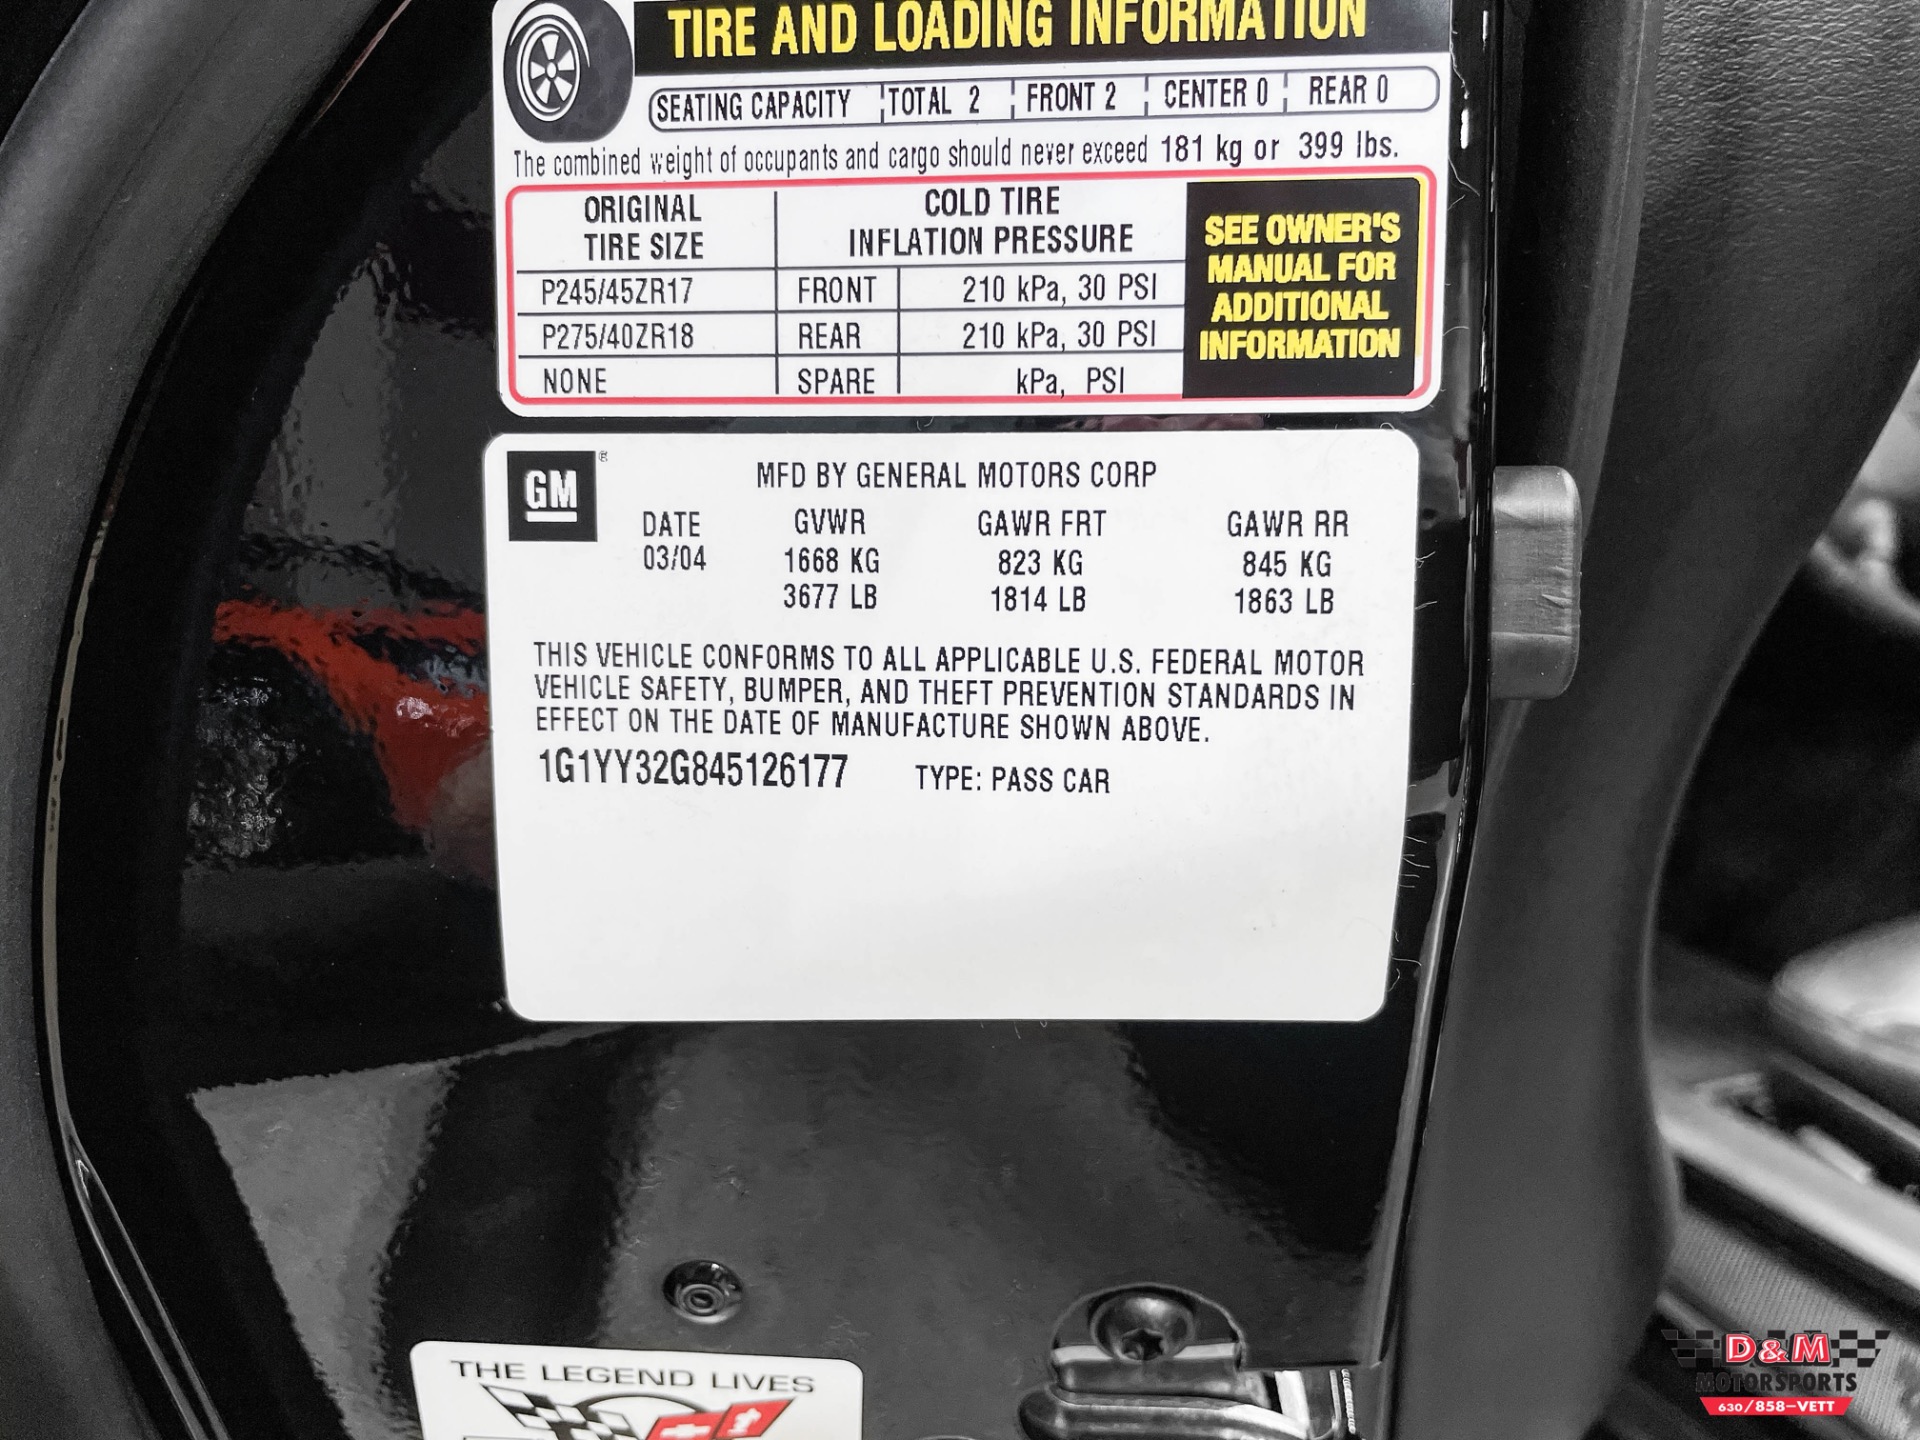 TIRE AND LOADING INFORMATION
SEATING CAPACITY TOTAL 2 FRONT 2 CENTER 0 REAR 0
The combined weight of occupants and cargo should never exceed 181 kg or 399 lbs.
ORIGINAL TIRE SIZE
COLD TIRE INFLATION PRESSURE
P245/45ZR17 FRONT 210 kPa, 30 PSI
P275/40ZR18 REAR 210 kPa, 30 PSI
NONE SPARE kPa, PSI
SEE OWNER'S
MANUAL FOR
ADDITIONAL
INFORMATION
GM®
MFD BY GENERAL MOTORS CORP
DATE GVWR GAWR FRT GAWR RR
03/04 1668 KG 823 KG 845 KG
3677 LB 1814 LB 1863 LB
THIS VEHICLE CONFORMS TO ALL APPLICABLE U.S. FEDERAL MOTOR
VEHICLE SAFETY, BUMPER, AND THEFT PREVENTION STANDARDS IN
EFFECT ON THE DATE OF MANUFACTURE SHOWN ABOVE.
1G1YY32G845126177 TYPE: PASS CAR
THE LEGEND LIVES
D&M
MOTORSPORTS
630/858-VETT